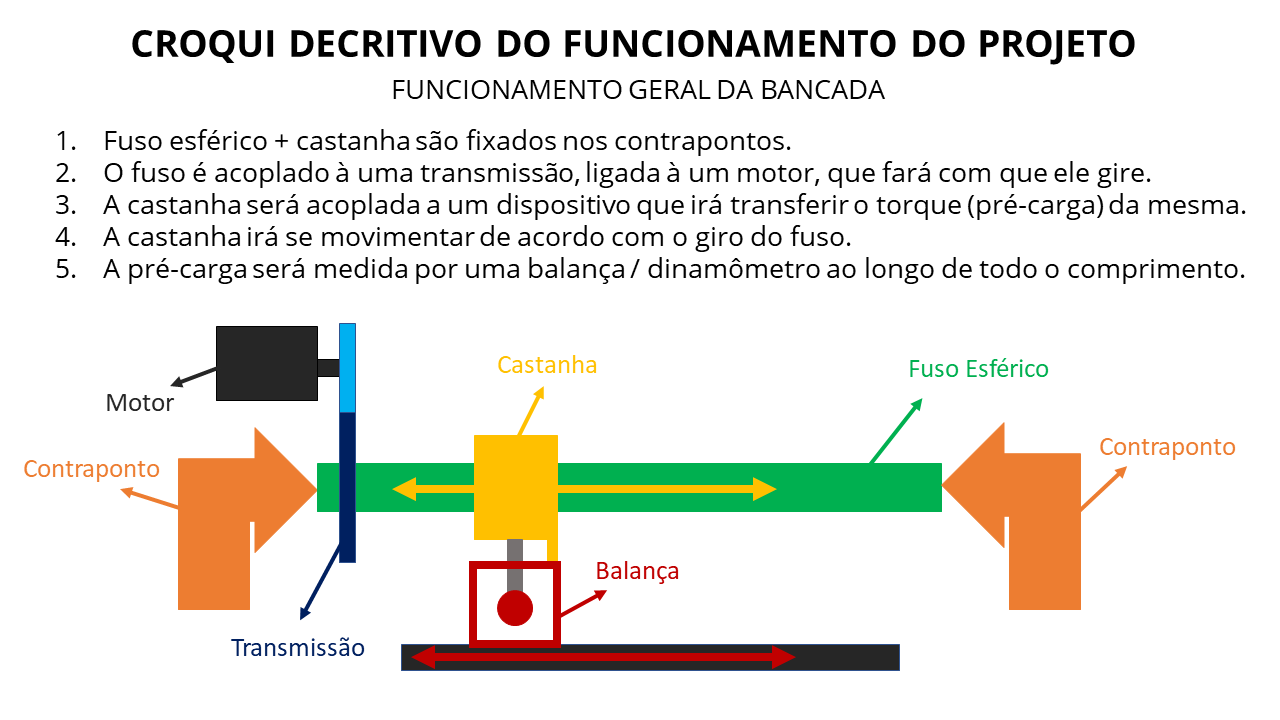 CROQUI DECRITIVO DO FUNCIONAMENTO DO PROJETO
FUNCIONAMENTO GERAL DA BANCADA
1. Fuso esférico + castanha são fixados nos contrapontos.
2. O fuso é acoplado à uma transmissão, ligada à um motor, que fará com que ele gire.
3. A castanha será acoplada a um dispositivo que irá transferir o torque (pré-carga) da mesma.
4. A castanha irá se movimentar de acordo com o giro do fuso.
5. A pré-carga será medida por uma balança / dinamômetro ao longo de todo o comprimento.
Castanha
Fuso Esférico
Motor
Contraponto
Contraponto
Balança
Transmissão